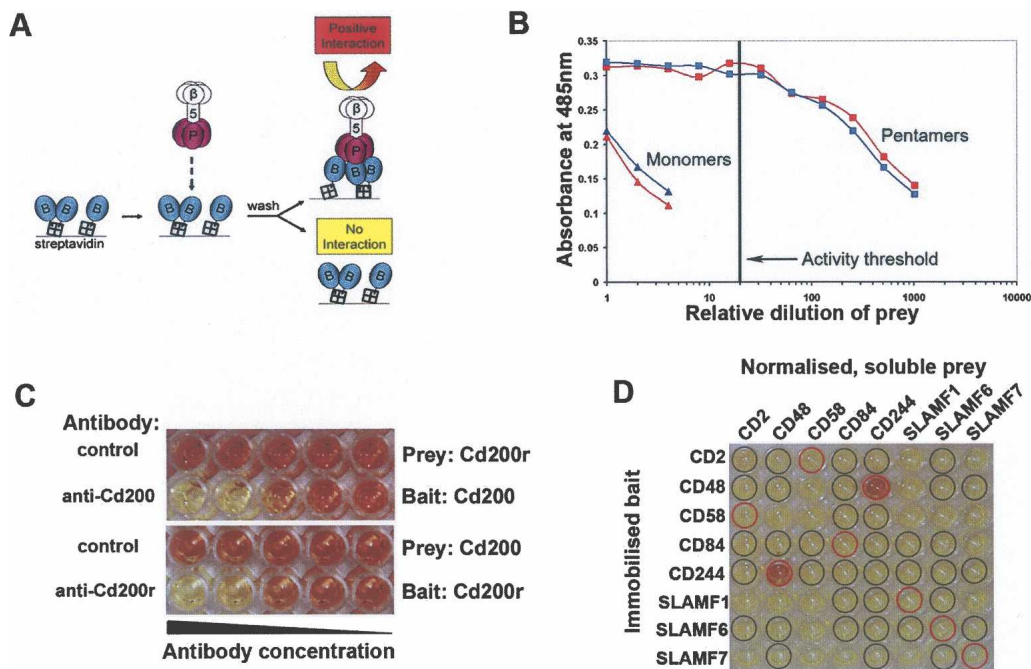 A
Positive
Interaction
β
5
P
β
5
P
B
B
B
B
B
B
B
B
B
wash
streptavidin
No
Interaction
B
B
B
B
Absorbance at 485nm
0.35
0.3
0.25
0.2
0.15
0.1
0.05
0
Monomers
Pentamers
Activity threshold
1
10
100
1000
10000
Relative dilution of prey
C
Antibody:
control
Prey: Cd200r
anti-Cd200
Bait: Cd200
control
Prey: Cd200
anti-Cd200r
Bait: Cd200r
Antibody concentration
D
Normalised, soluble prey
CD2
CD48
CD58
CD84
CD244
SLAMF1
SLAMF6
SLAMF7
Immobilised bait
CD2
CD48
CD58
CD84
CD244
SLAMF1
SLAMF6
SLAMF7